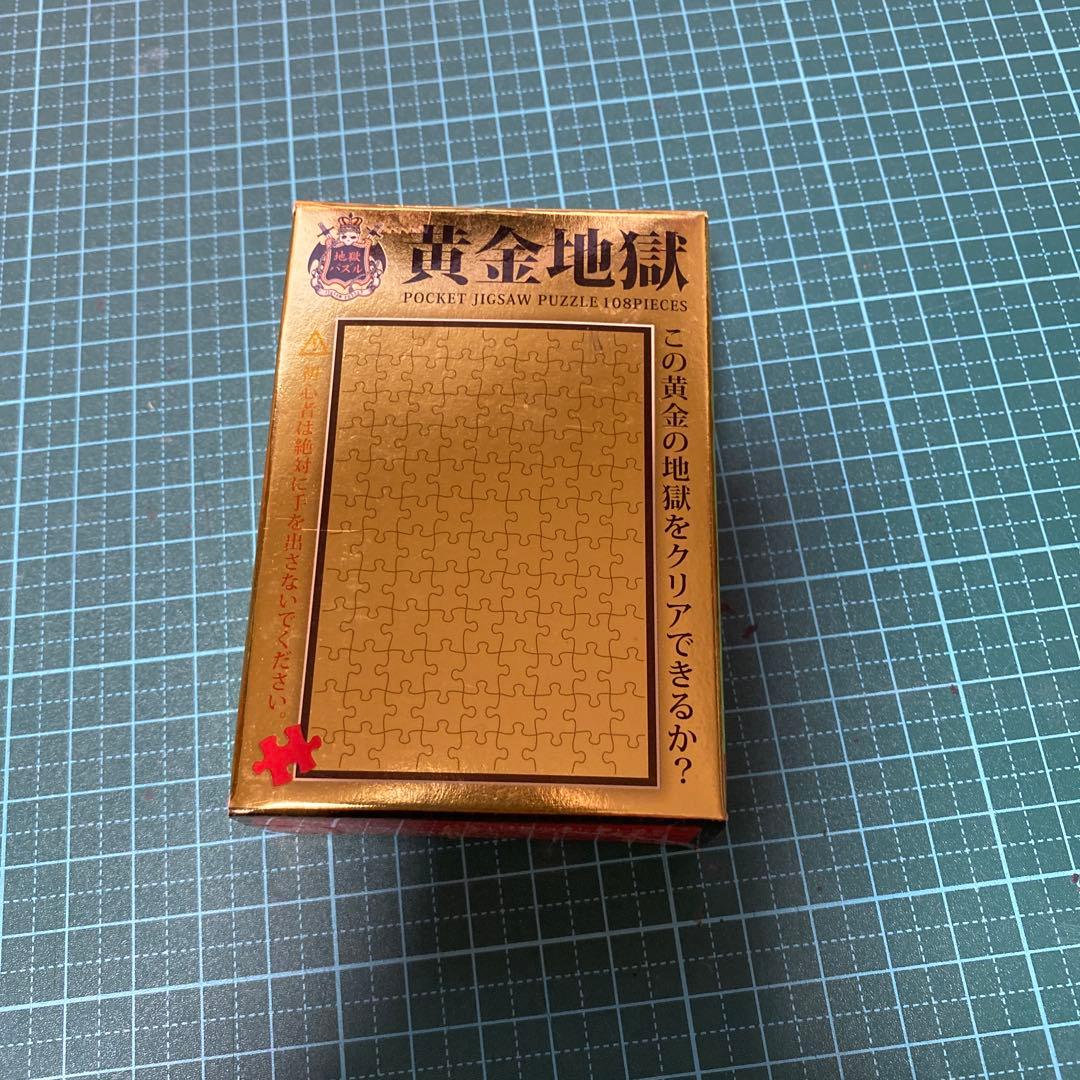 地獄
パズル
黄金地獄
POCKET JIGSAW PUZZLE 108PIECES
この黄金の地獄をクリアできるか?
初心者は絶対に手を出さないでください。